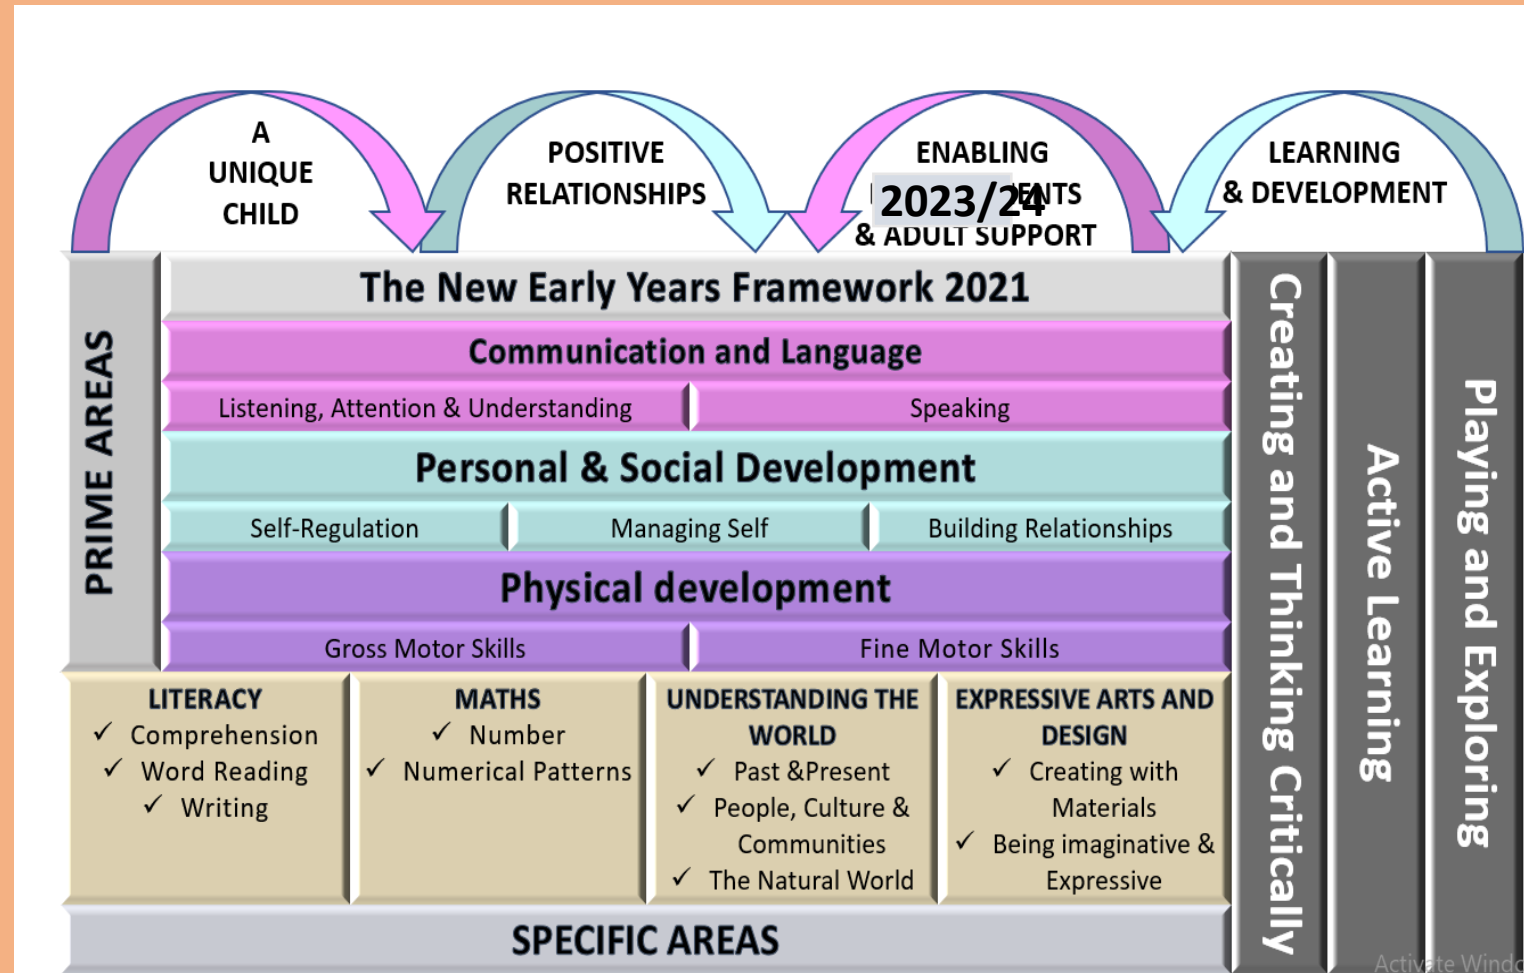 A
UNIQUE
CHILD
POSITIVE
RELATIONSHIPS
ENABLING
2023/24
& ADULT SUPPORT
LEARNING
& DEVELOPMENT
PRIME AREAS
The New Early Years Framework 2021
Communication and Language
Listening, Attention & Understanding
Speaking
Personal & Social Development
Self-Regulation
Managing Self
Building Relationships
Physical development
Gross Motor Skills
Fine Motor Skills
LITERACY
✓ Comprehension
✓ Word Reading
✓ Writing
MATHS
✓ Number
✓ Numerical Patterns
UNDERSTANDING THE
WORLD
✓ Past &Present
✓ People, Culture &
Communities
✓ The Natural World
EXPRESSIVE ARTS AND
DESIGN
✓ Creating with
Materials
✓ Being imaginative &
Expressive
SPECIFIC AREAS
Creating and Thinking Critically
Active Learning
Playing and Exploring
Activate